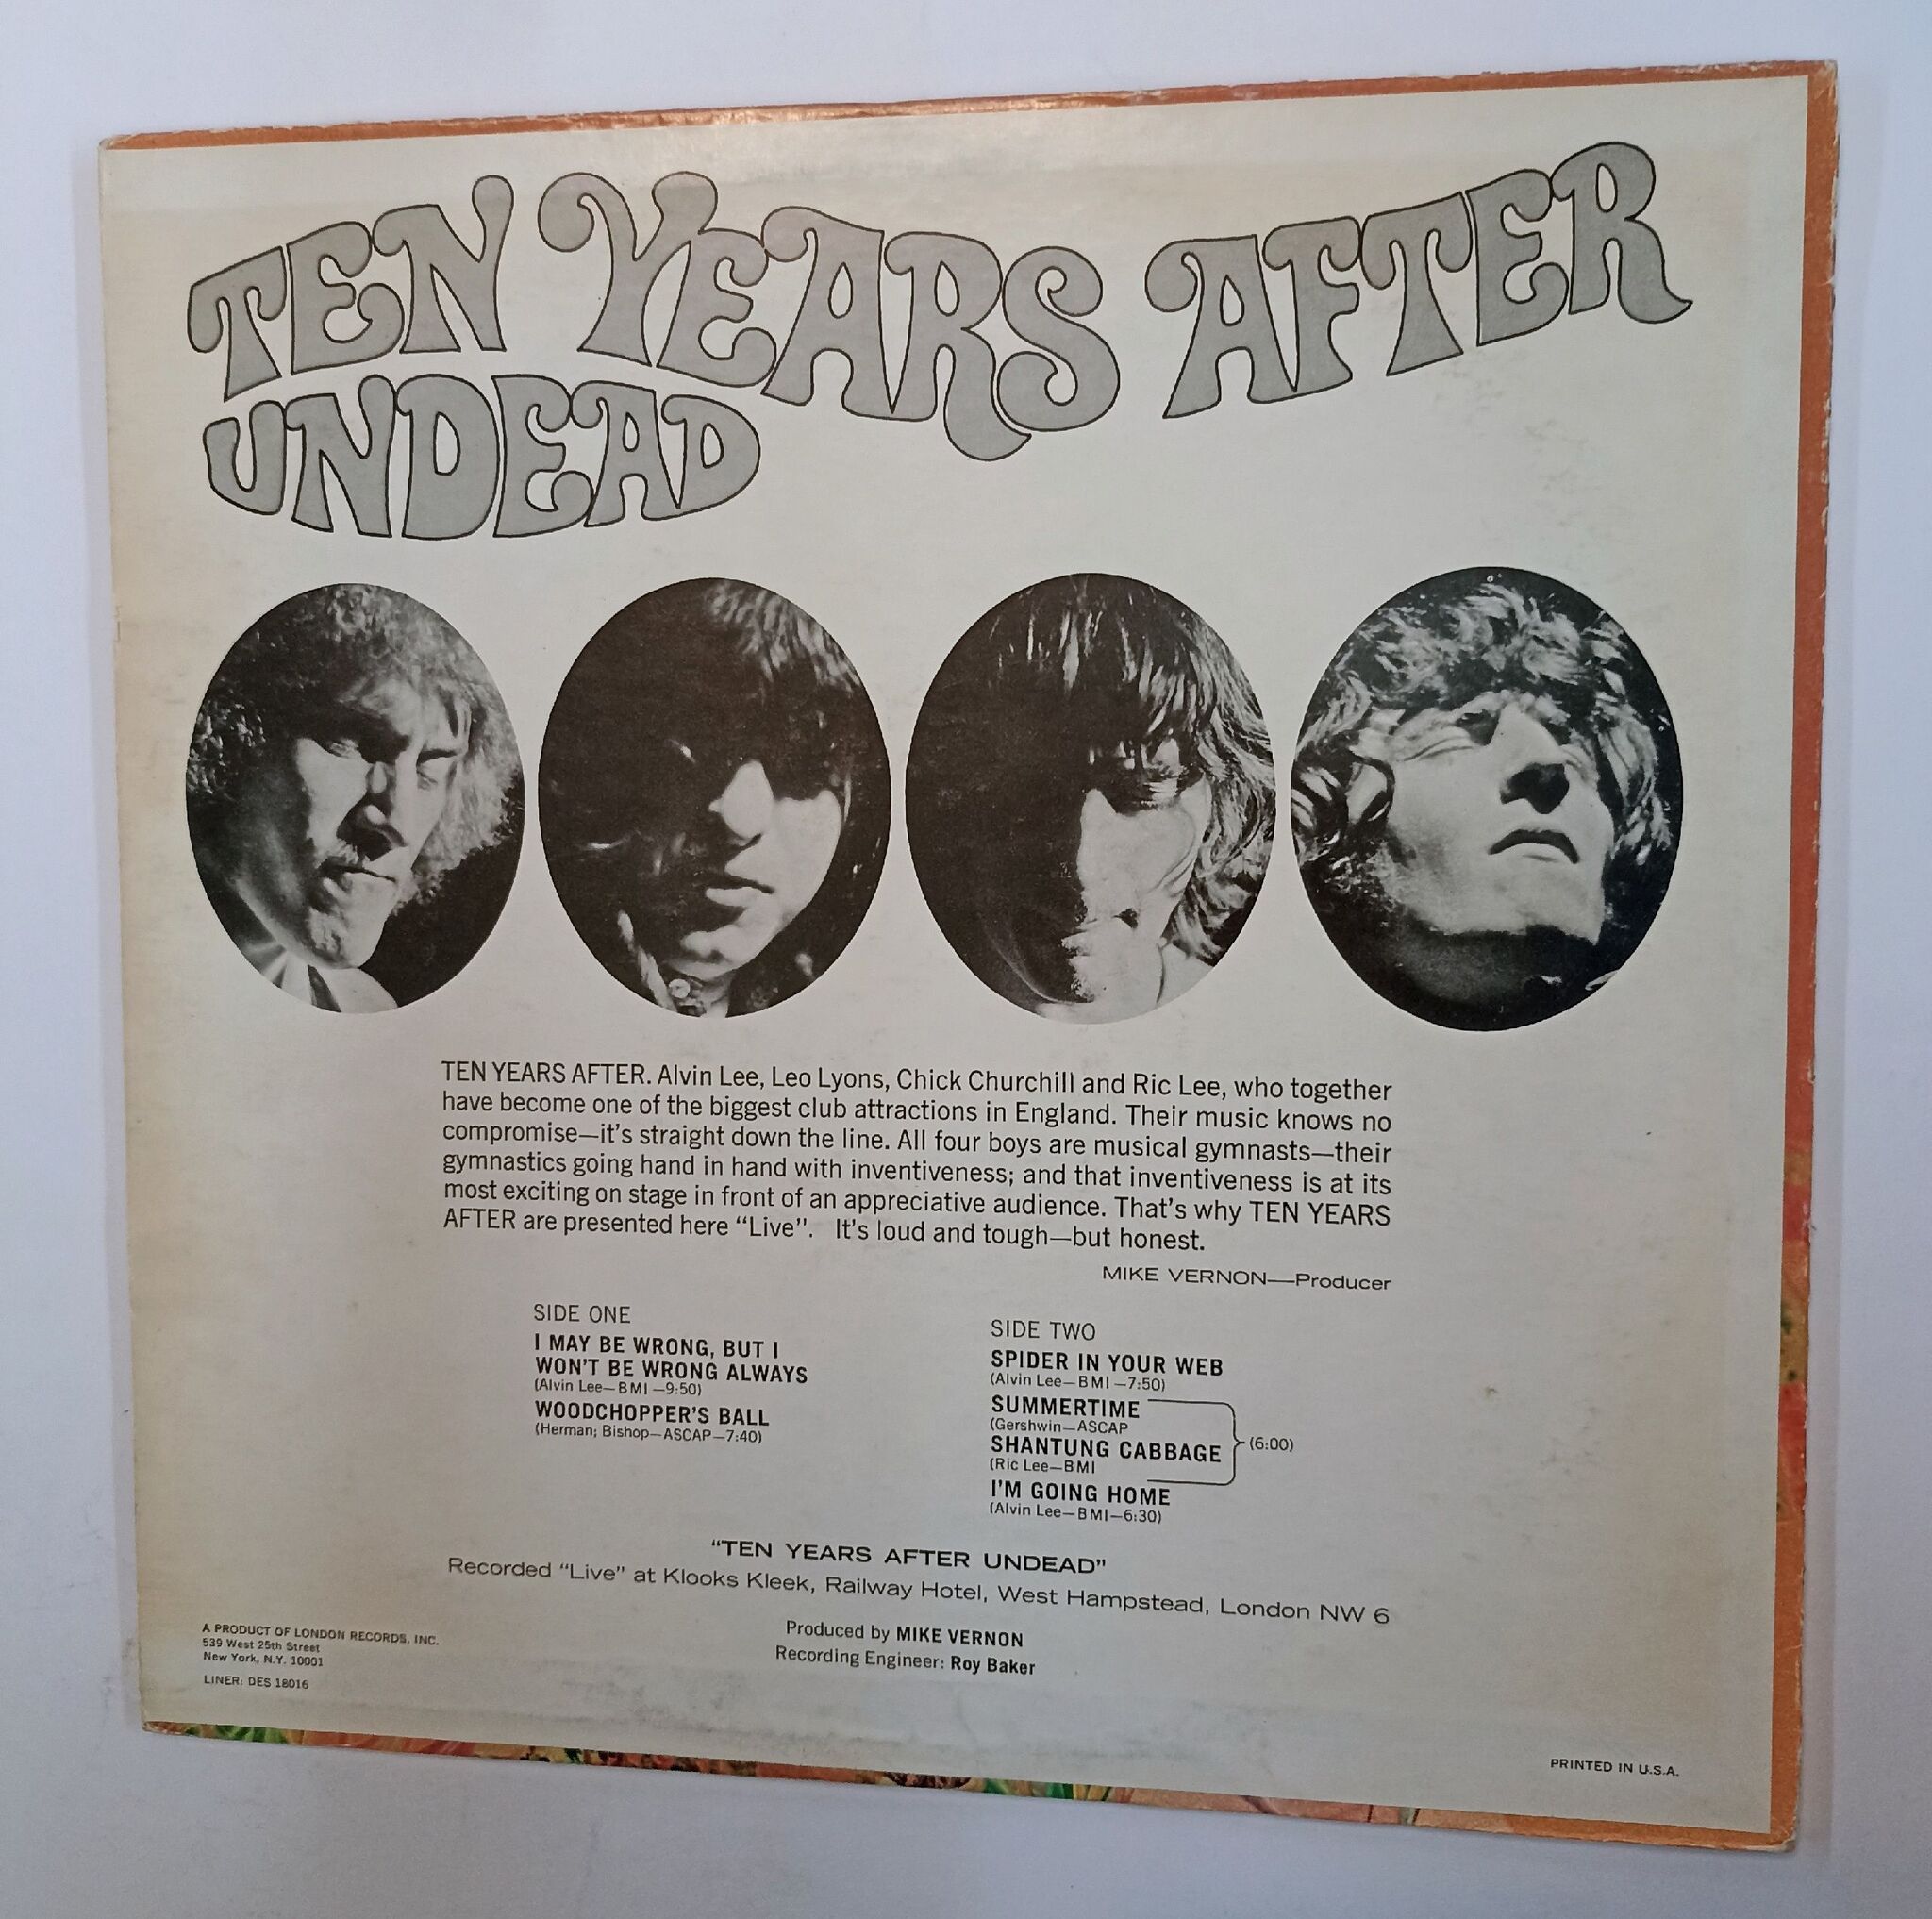 TEN YEARS AFTER
UNDEAD
TEN YEARS AFTER. Alvin Lee, Leo Lyons, Chick Churchill and Ric Lee, who together
have become one of the biggest club attractions in England. Their music knows no
compromise—it's straight down the line. All four boys are musical gymnasts—their
gymnastics going hand in hand with inventiveness; and that inventiveness is at its
most exciting on stage in front of an appreciative audience. That's why TEN YEARS
AFTER are presented here "Live". It's loud and tough—but honest.
MIKE VERNON—Producer
SIDE ONE
I MAY BE WRONG, BUT I
WON'T BE WRONG ALWAYS
(Alvin Lee—BMI—9:50)
WOODCHOPPER'S BALL
(Herman; Bishop—ASCAP—7:40)
SIDE TWO
SPIDER IN YOUR WEB
(Alvin Lee—BMI—7:50)
SUMMERTIME
(Gershwin—ASCAP
SHANTUNG CABBAGE
(Ric Lee—BMI
(6:00)
I'M GOING HOME
(Alvin Lee—BMI—6:30)
"TEN YEARS AFTER UNDEAD"
Recorded "Live" at Klooks Kleek, Railway Hotel, West Hampstead, London NW 6
Produced by MIKE VERNON
Recording Engineer: Roy Baker
A PRODUCT OF LONDON RECORDS, INC.
539 West 25th Street
New York, N.Y. 10001
LINER: DES 18016
PRINTED IN U.S.A.